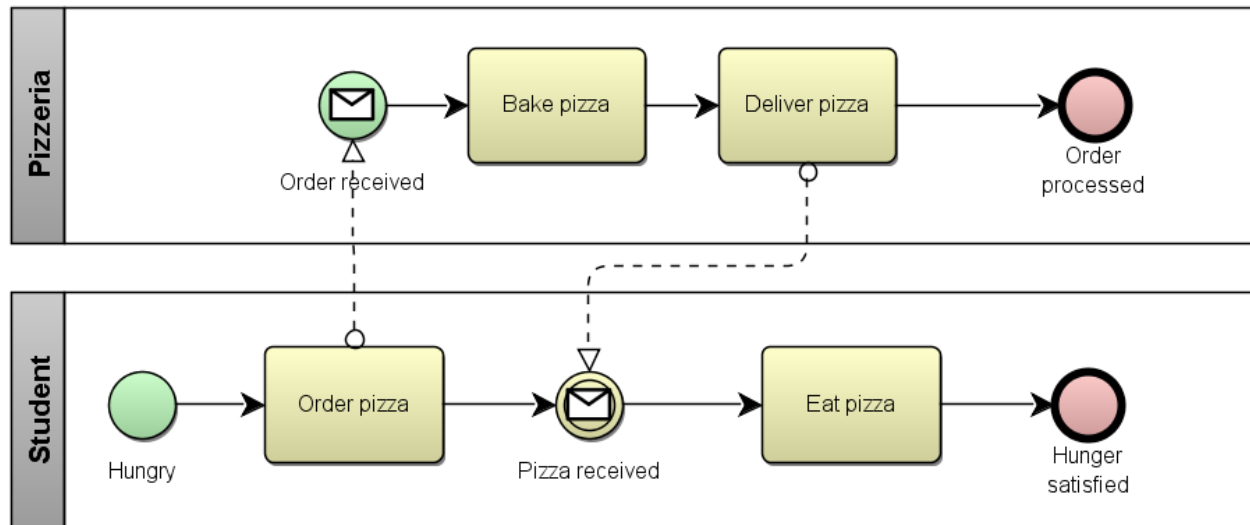 Pizzeria
Bake pizza
Deliver pizza
Order received
Order
processed
Student
Order pizza
Eat pizza
Hungry
Pizza received
Hunger
satisfied